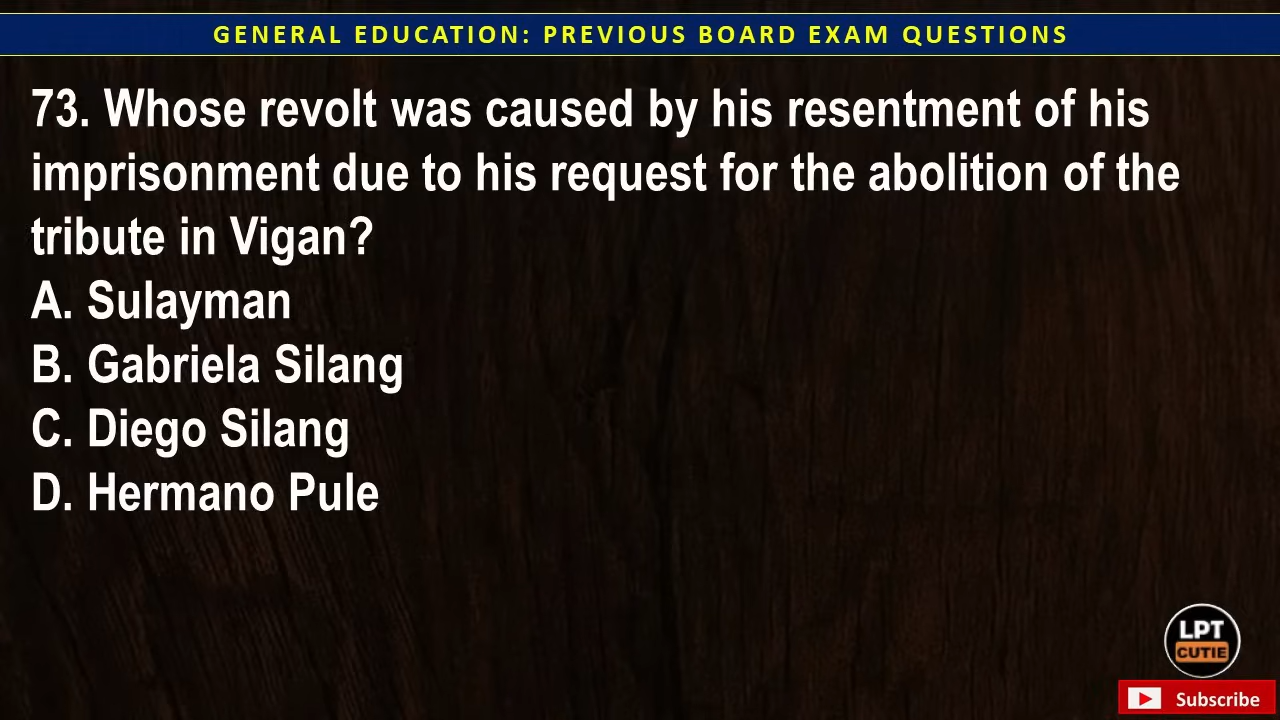 GENERAL EDUCATION: PREVIOUS BOARD EXAM QUESTIONS
73. Whose revolt was caused by his resentment of his
imprisonment due to his request for the abolition of the
tribute in Vigan?
A. Sulayman
B. Gabriela Silang
C. Diego Silang
D. Hermano Pule
LPT
CUTIE
Subscribe